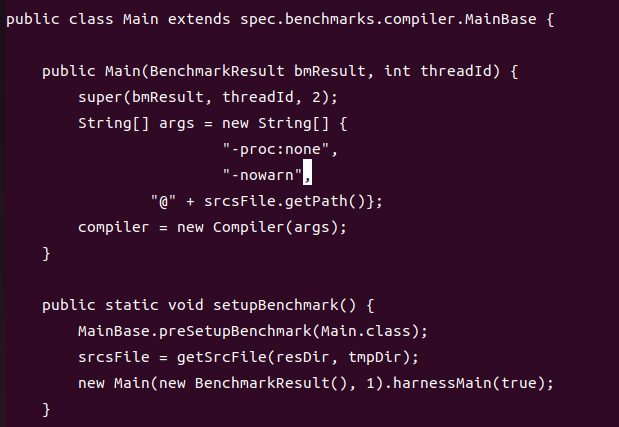 public class Main extends spec.benchmarks.compiler.MainBase {
    public Main(BenchmarkResult bmResult, int threadId) {
        super(bmResult, threadId, 2);
        String[] args = new String[] {
                        "-proc:none",
                        "-nowarn",
                "@" + srcsFile.getPath()};
        compiler = new Compiler(args);
    }
    public static void setupBenchmark() {
        MainBase.preSetupBenchmark(Main.class);
        srcsFile = getSrcFile(resDir, tmpDir);
        new Main(new BenchmarkResult(), 1).harnessMain(true);
    }